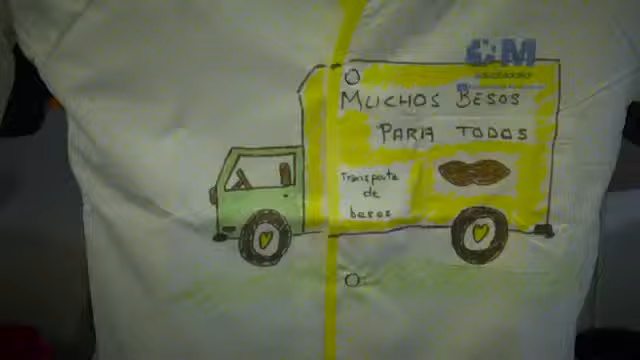 MUCHOS BESOS
PARA TODOS
Transporte
de
besos